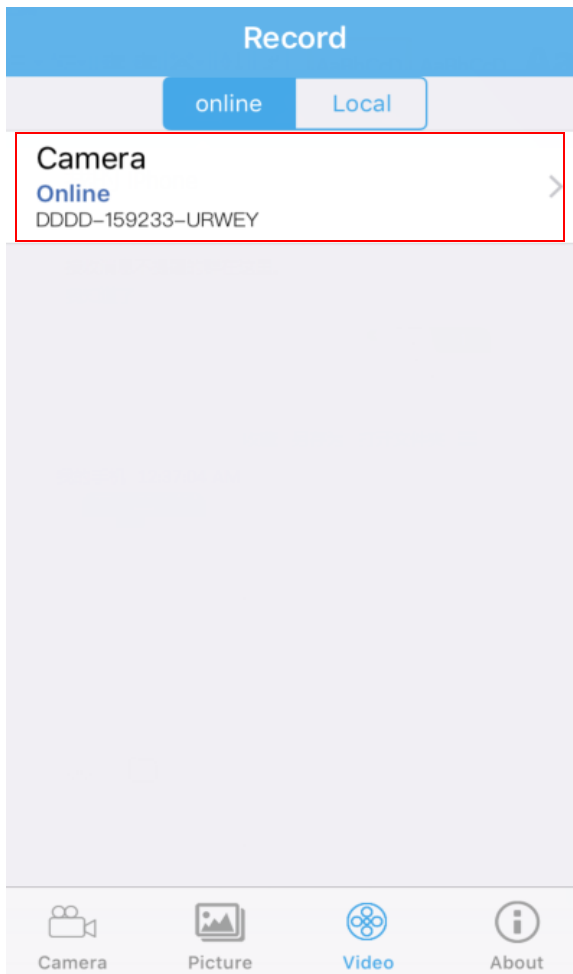 Record
online Local
Camera
Online
DDDD-159233-URWEY
Camera Picture Video About